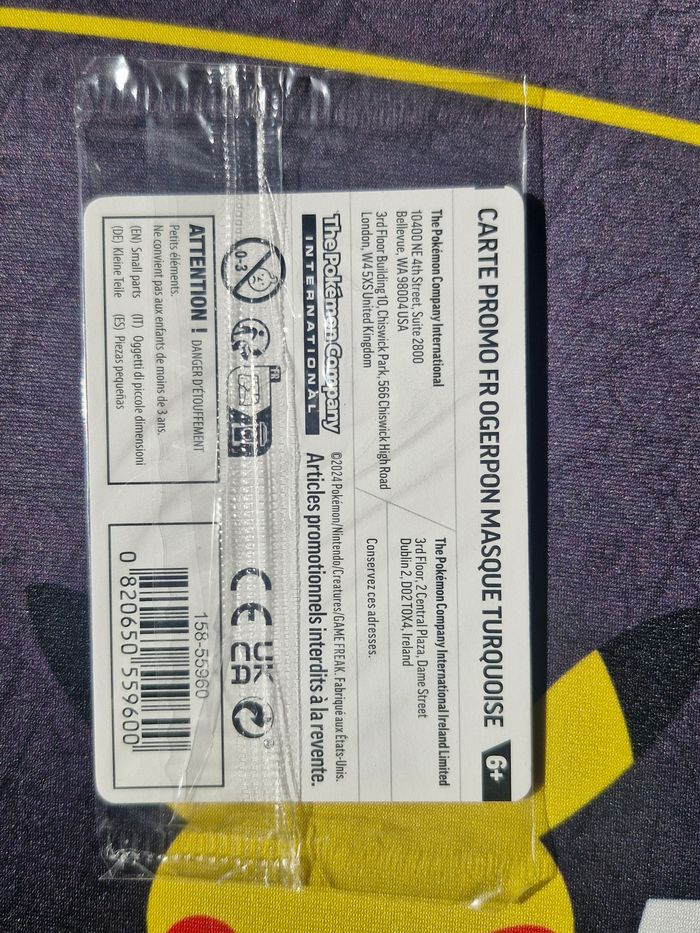 CARTE PROMO FR OGERPON MASQUE TURQUOISE
6+
The Pokémon Company International
10400 NE 4th Street, Suite 2800
Bellevue, WA 98004 USA
3rd Floor Building 10, Chiswick Park, 566 Chiswick High Road
London, W4 5XS United Kingdom
The Pokémon Company International Ireland Limited
3rd Floor, 2 Central Plaza, Dame Street
Dublin 2, D02 T0X4, Ireland
Conservez ces adresses.
The Pokémon Company
INTERNATIONAL
©2024 Pokémon/Nintendo/Creatures/GAME FREAK. Fabriqué aux États-Unis.
Articles promotionnels interdits à la revente.
0-3
FR
CE
UK
CA
ATTENTION ! DANGER D'ÉTOUFFEMENT
Petits éléments.
Ne convient pas aux enfants de moins de 3 ans.
(EN) Small parts (IT) Oggetti di piccole dimensioni
(DE) Kleine Teile (ES) Piezas pequeñas
158-55960
0 820650 559600